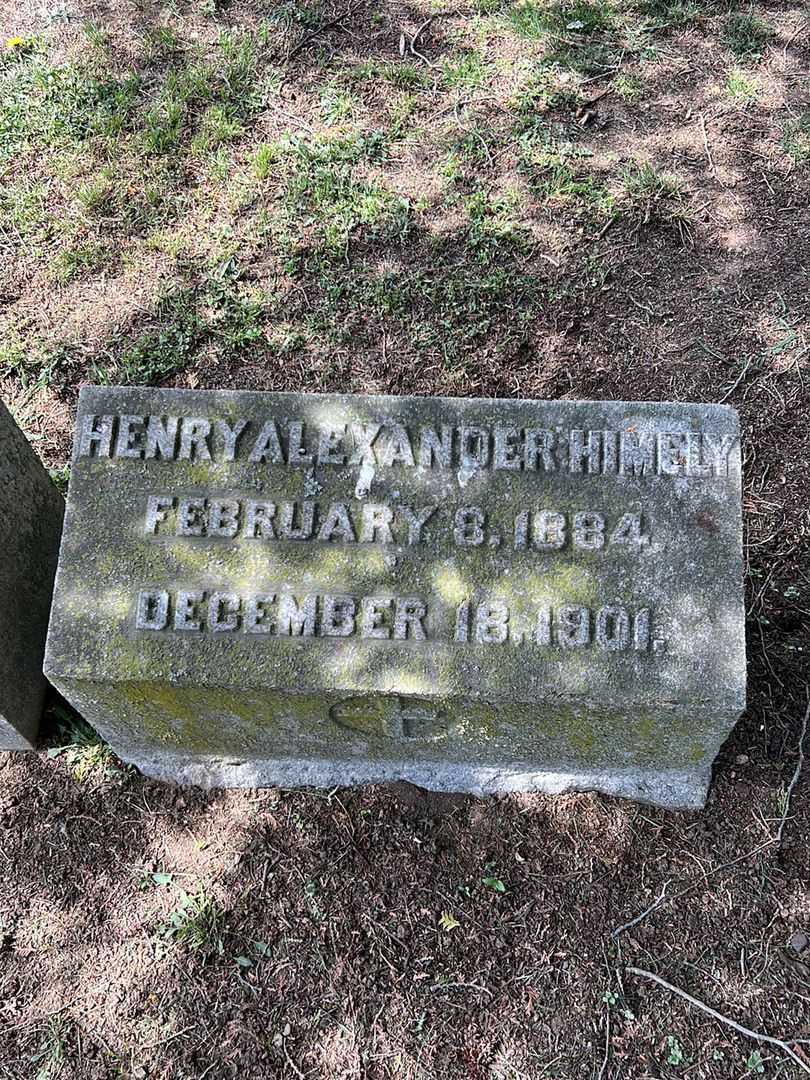 HENRY ALEXANDER HIMELY
FEBRUARY 8, 1884.
DECEMBER 18, 1901.